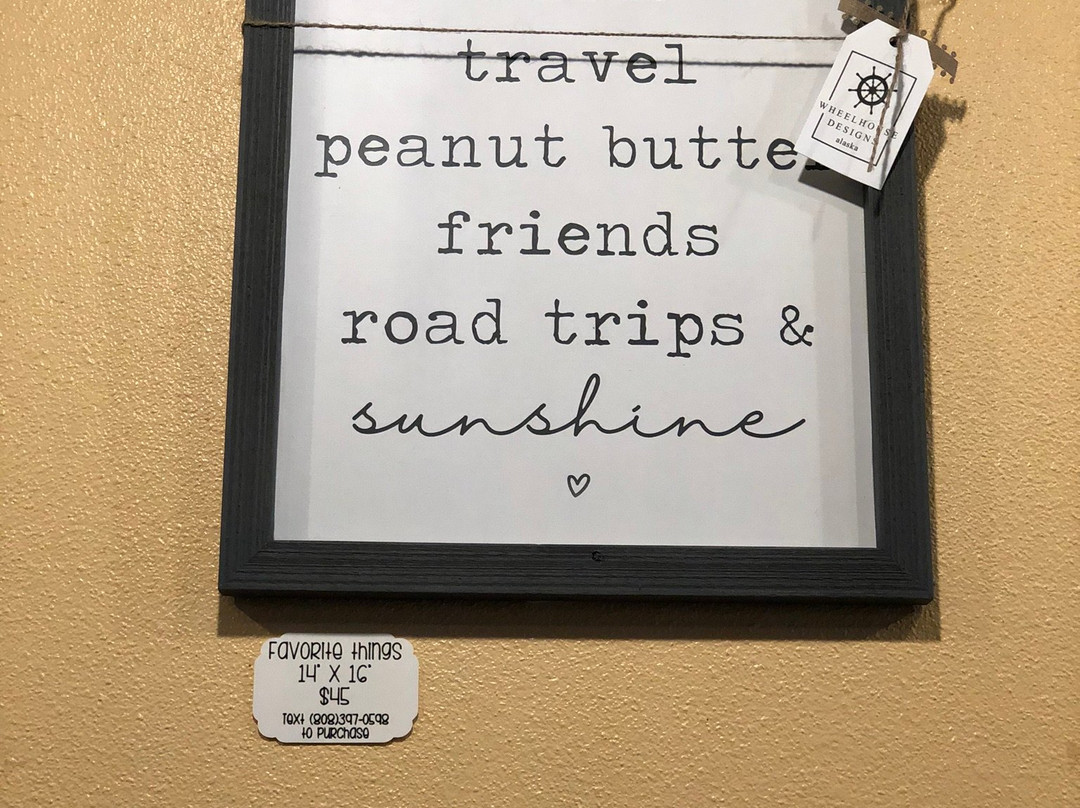 travel
peanut butter
friends
road trips &
sunshine
WHEELHOUSE
DESIGNS
alaska
Favorite things
14" X 16"
$45
Text (808)397-0598
to Purchase